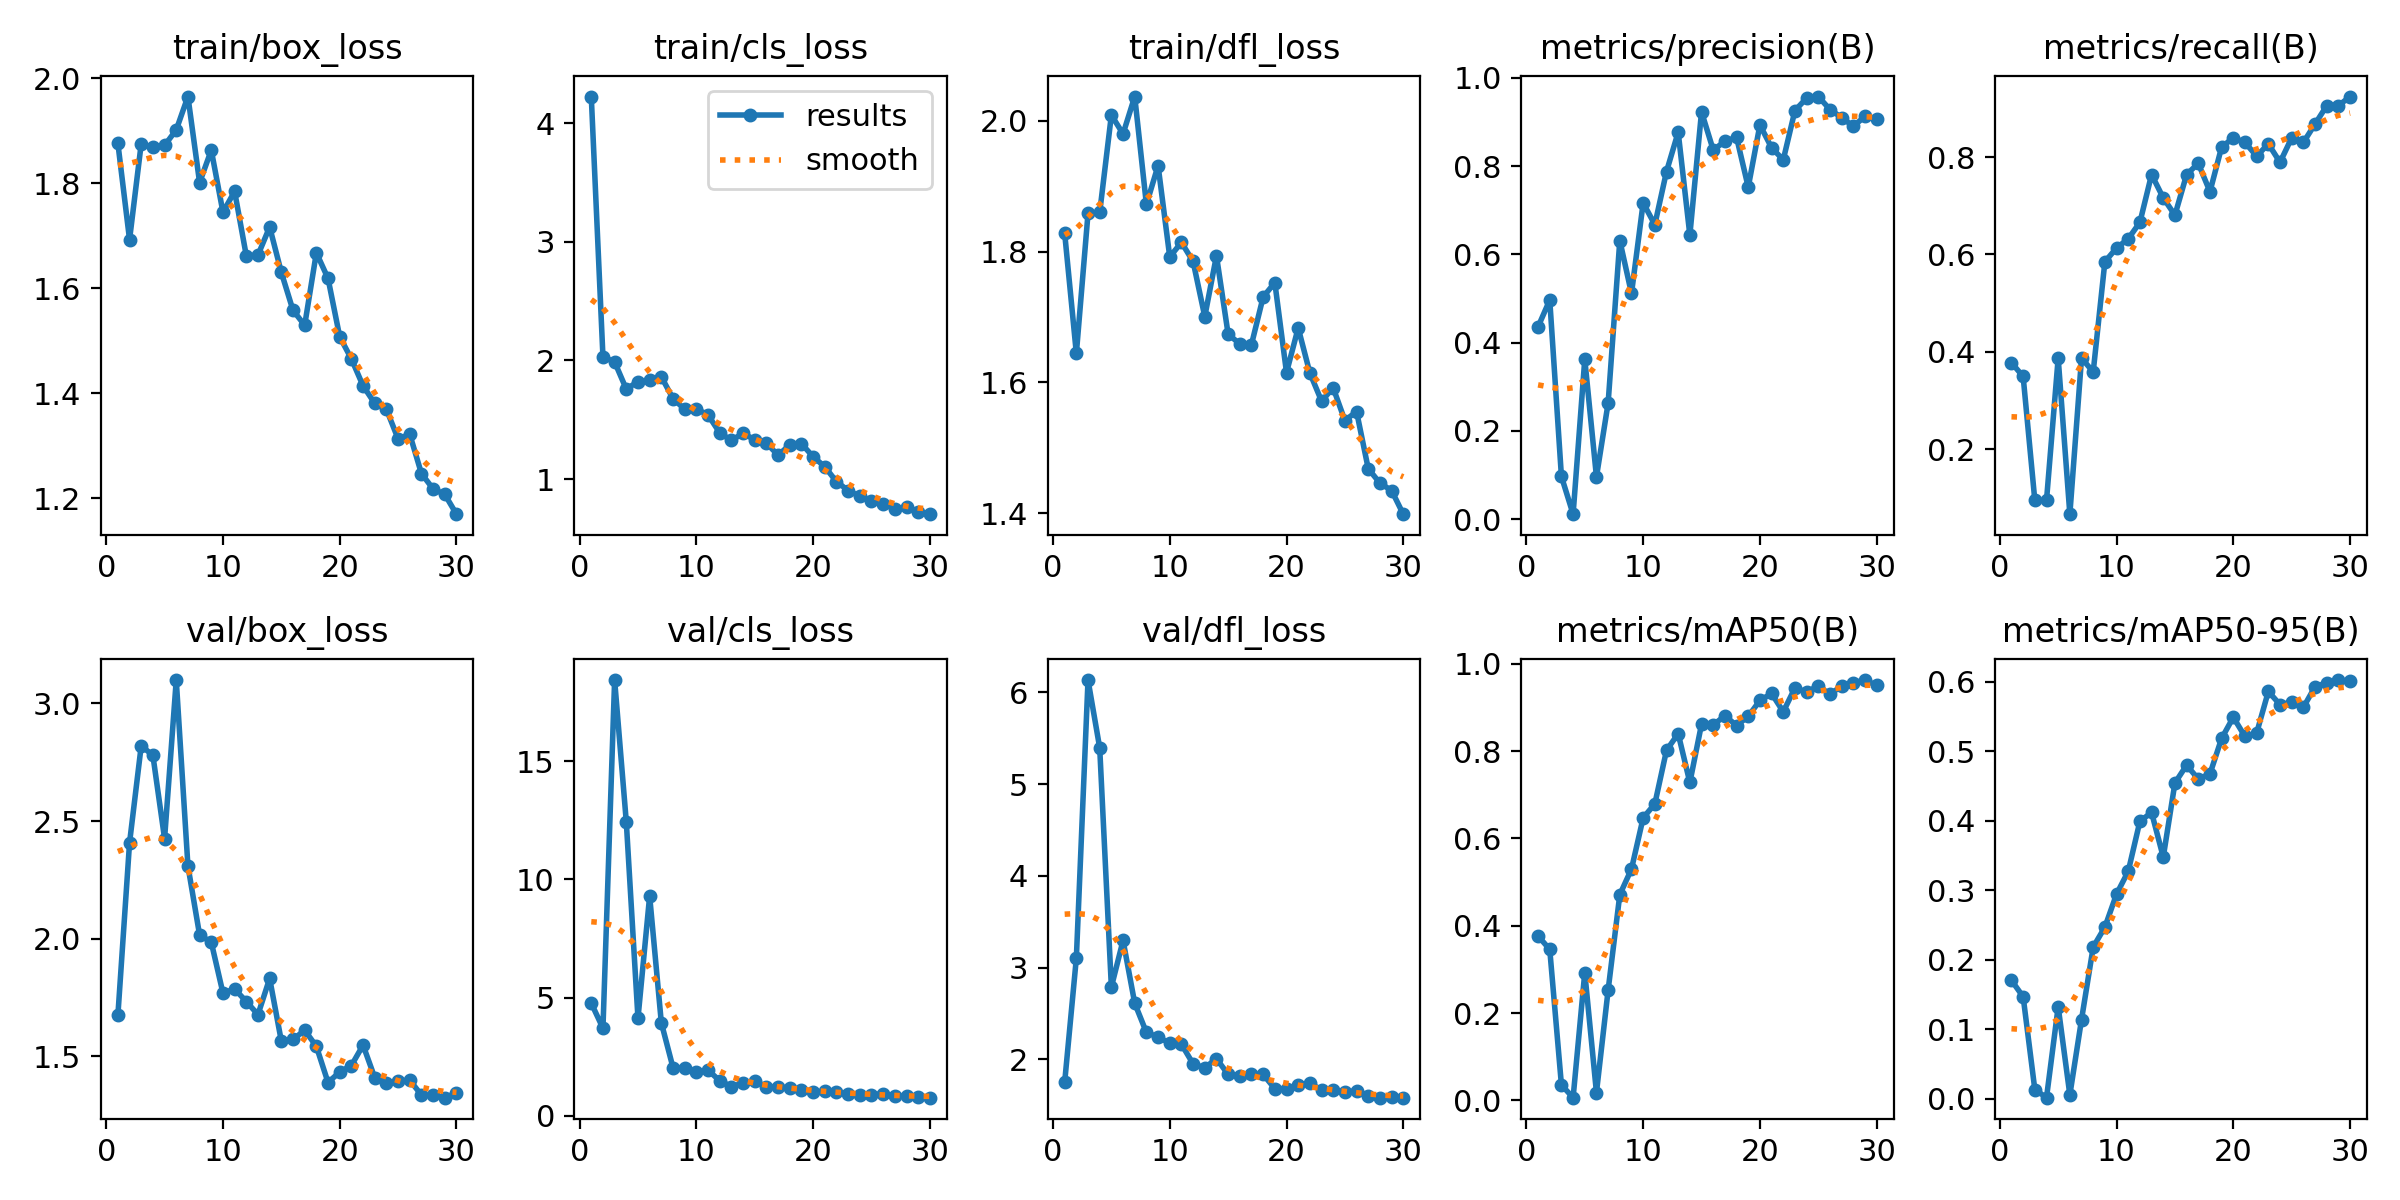 train/box_loss
2.0
1.8
1.6
1.4
1.2
0 10 20 30
train/cls_loss
results
smooth
4
3
2
1
0 10 20 30
train/dfl_loss
2.0
1.8
1.6
1.4
0 10 20 30
metrics/precision(B)
1.0
0.8
0.6
0.4
0.2
0.0
0 10 20 30
metrics/recall(B)
0.8
0.6
0.4
0.2
0 10 20 30
val/box_loss
3.0
2.5
2.0
1.5
0 10 20 30
val/cls_loss
15
10
5
0
0 10 20 30
val/dfl_loss
6
5
4
3
2
0 10 20 30
metrics/mAP50(B)
1.0
0.8
0.6
0.4
0.2
0.0
0 10 20 30
metrics/mAP50-95(B)
0.6
0.5
0.4
0.3
0.2
0.1
0.0
0 10 20 30